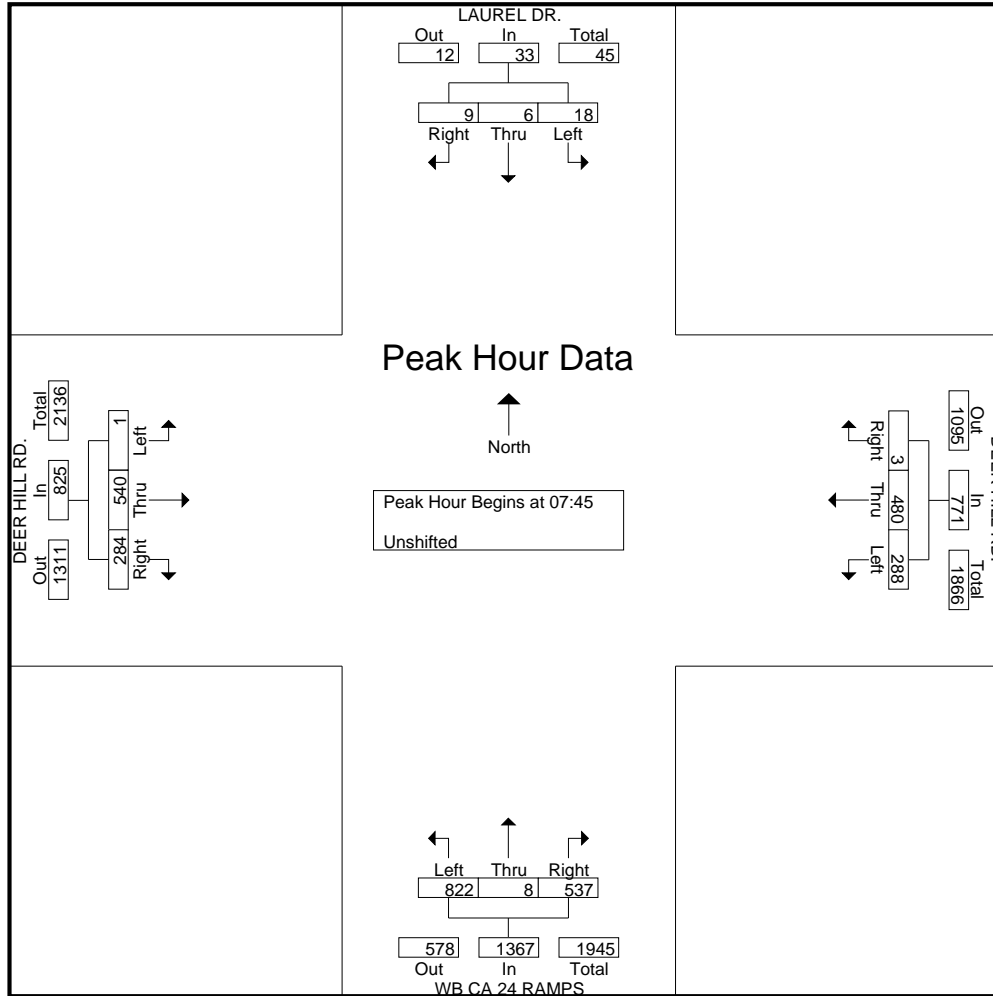 LAUREL DR.
Out In Total
12 33 45
9 6 18
Right Thru Left
Peak Hour Data
North
Peak Hour Begins at 07:45
Unshifted
DEER HILL RD.
Out In Total
1311 825 2136
Right Thru Left
284 540 1
Out In Total
1095 771 1866
Right Thru Left
3 480 288
Left Thru Right
822 8 537
578 1367 1945
Out In Total
WB CA 24 RAMPS